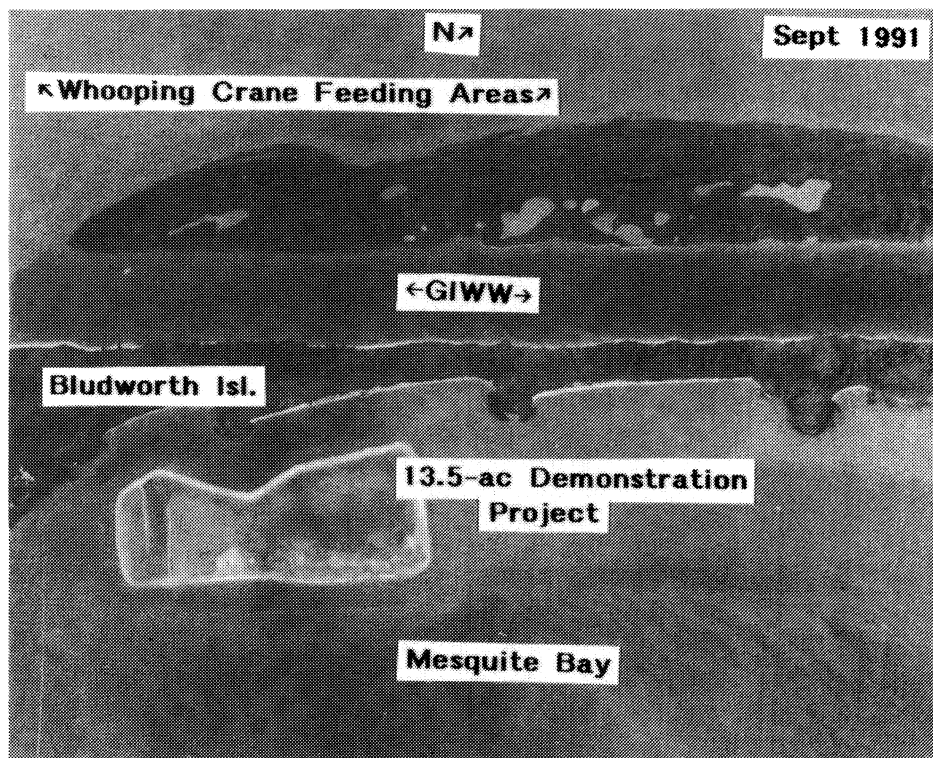 N↗
Sept 1991
↖Whooping Crane Feeding Areas↗
←GIWW→
Bludworth Isl.
13.5-ac Demonstration
Project
Mesquite Bay